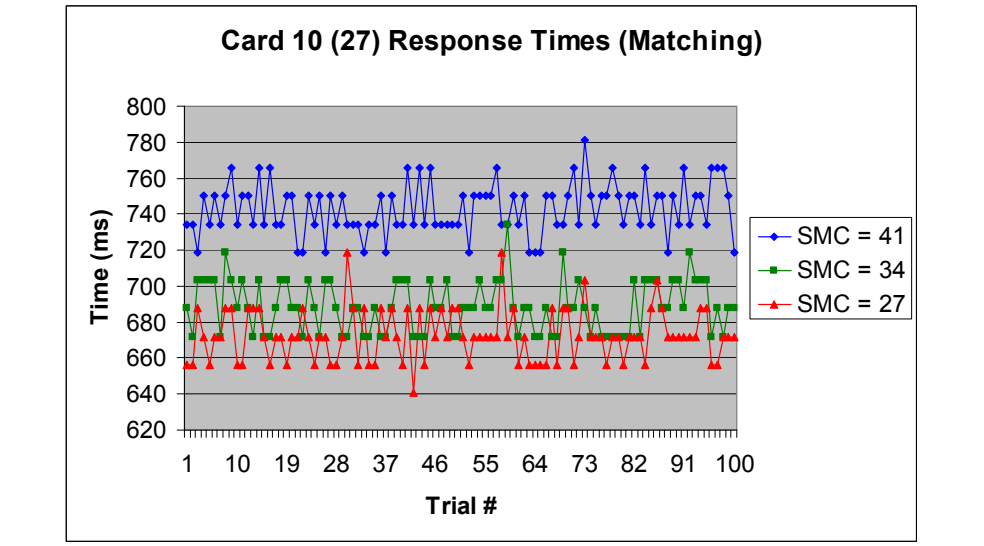 Card 10 (27) Response Times (Matching)
800
780
760
740
720
700
680
660
640
620
Time (ms)
1 10 19 28 37 46 55 64 73 82 91 100
Trial #
SMC = 41
SMC = 34
SMC = 27